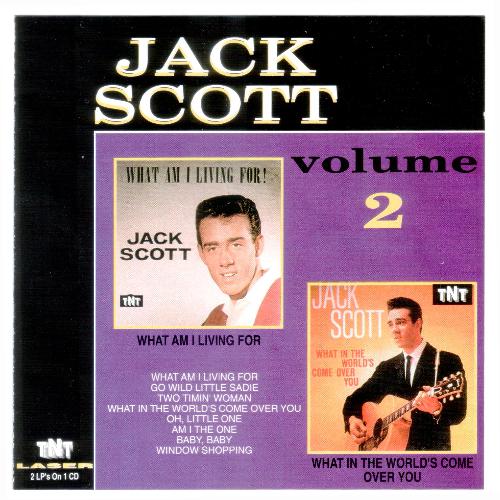 JACK
SCOTT
volume
2
WHAT AM I LIVING FOR!
JACK
SCOTT
TNT
WHAT AM I LIVING FOR
JACK
SCOTT
TNT
WHAT IN THE
WORLD'S
COME OVER
YOU
WHAT AM I LIVING FOR
GO WILD LITTLE SADIE
TWO TIMIN' WOMAN
WHAT IN THE WORLD'S COME OVER YOU
OH, LITTLE ONE
AM I THE ONE
BABY, BABY
WINDOW SHOPPING
WHAT IN THE WORLD'S COME
OVER YOU
TNT
LASER
2 LP's On 1 CD